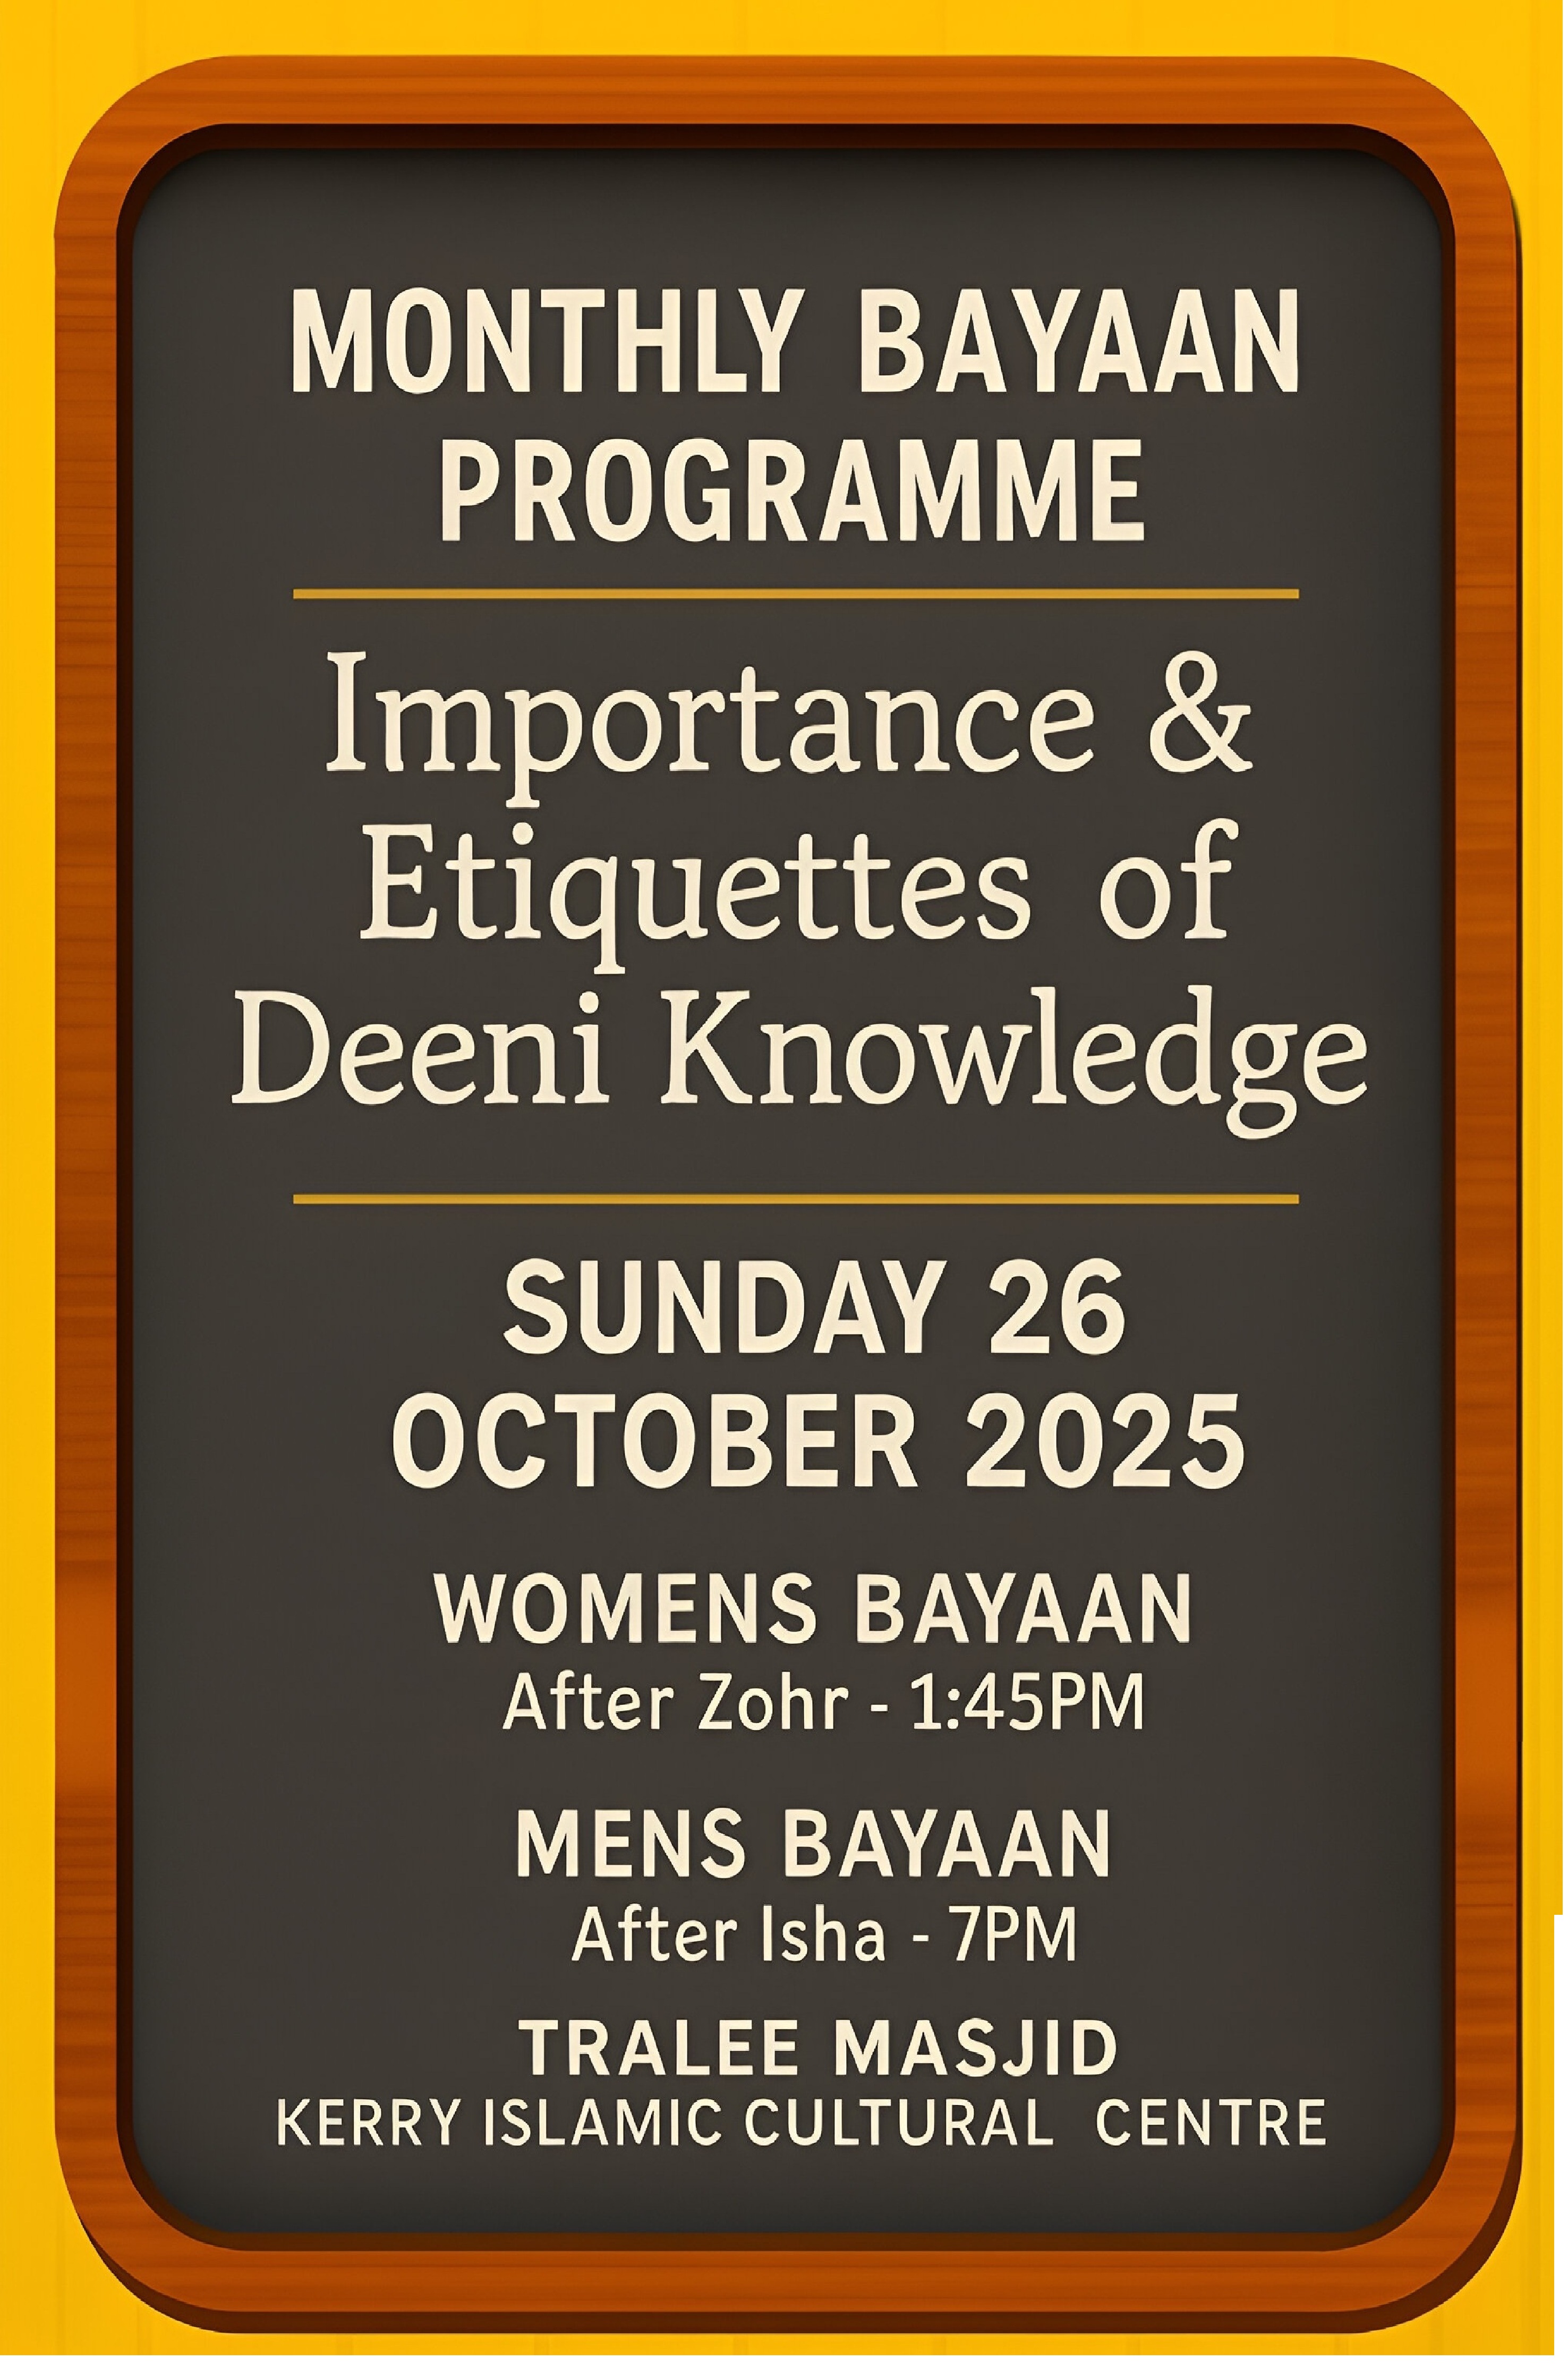 MONTHLY BAYAAN
PROGRAMME
Importance &
Etiquettes of
Deeni Knowledge
SUNDAY 26
OCTOBER 2025
WOMENS BAYAAN
After Zohr - 1:45PM
MENS BAYAAN
After Isha - 7PM
TRALEE MASJID
KERRY ISLAMIC CULTURAL CENTRE